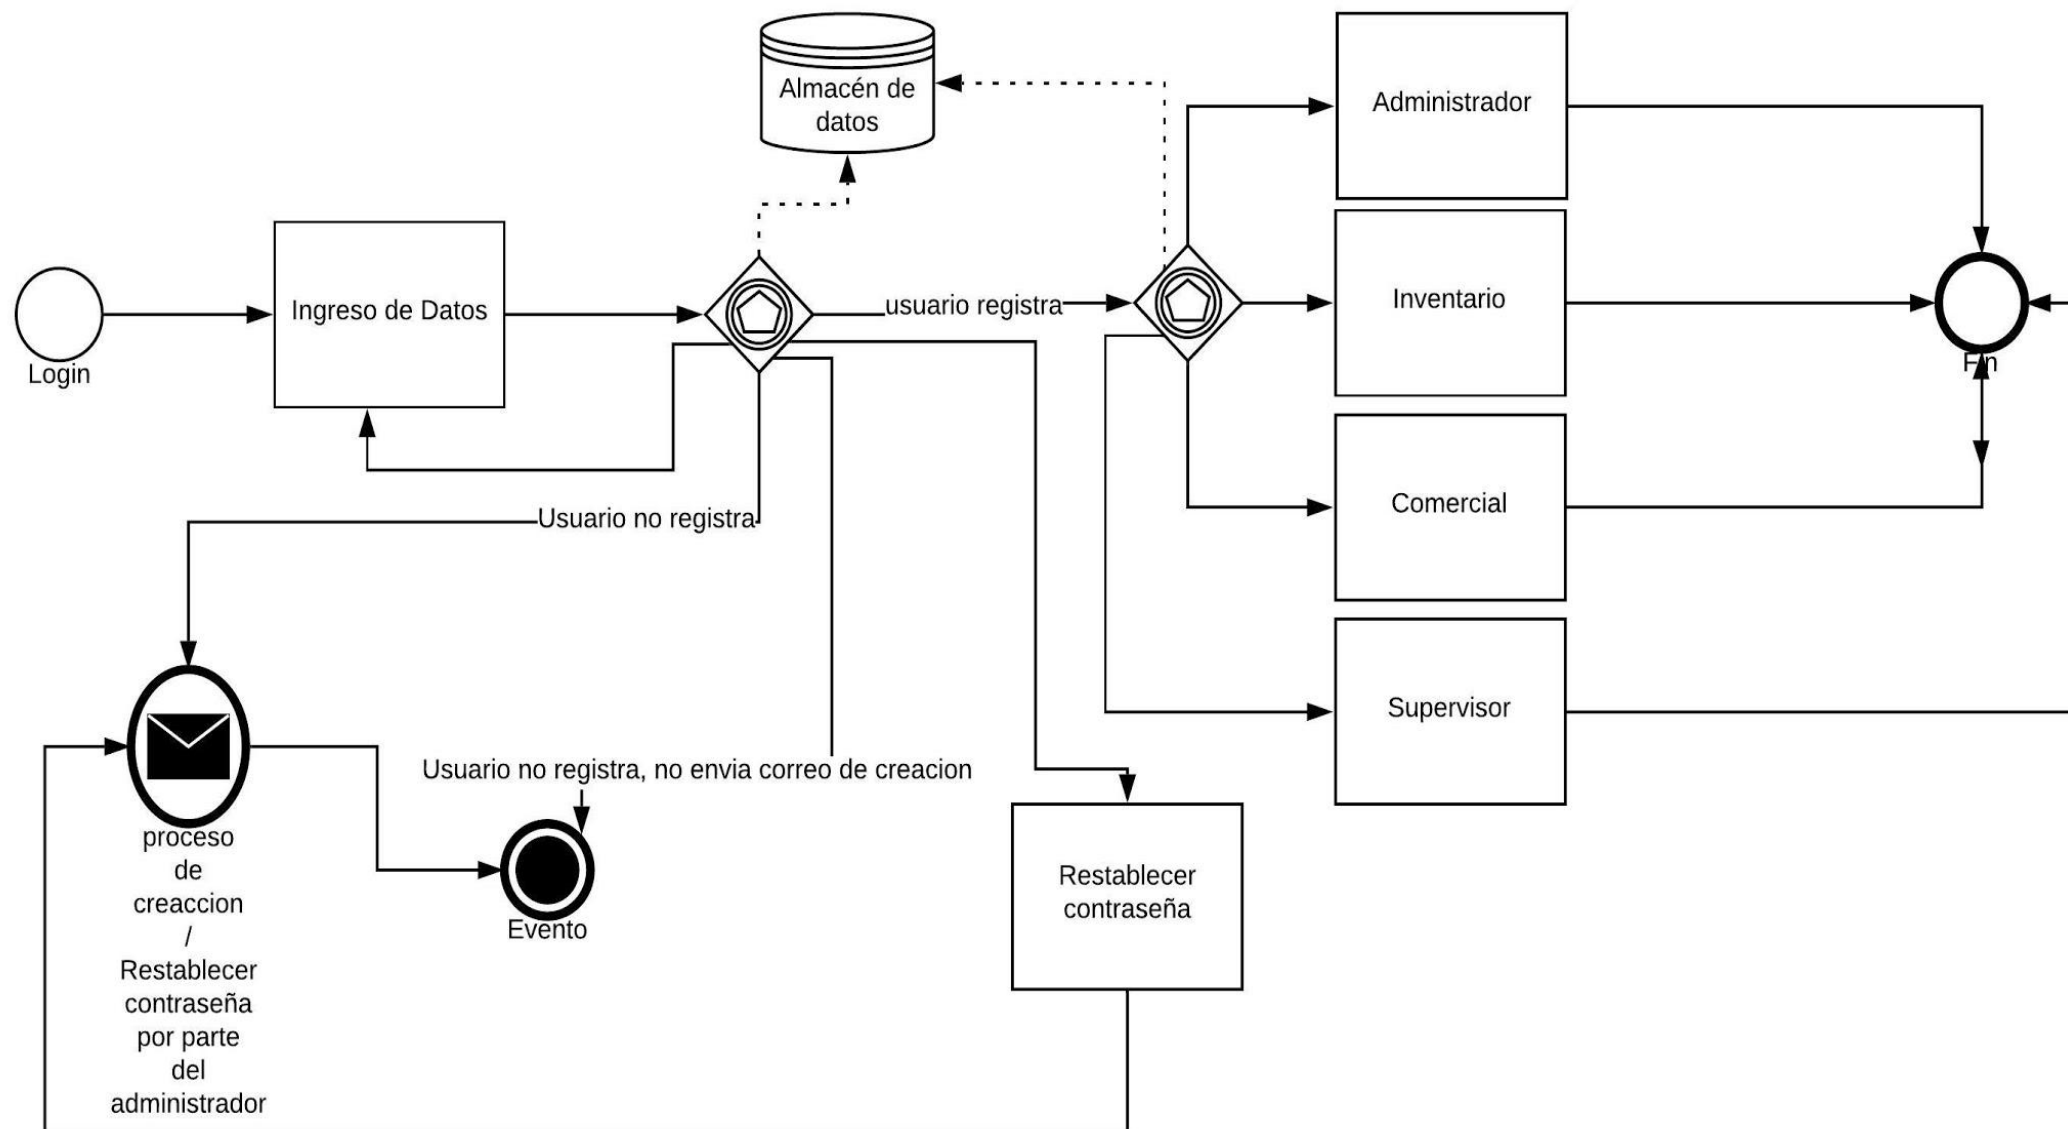 Almacén de
datos
Administrador
Ingreso de Datos
usuario registra
Inventario
Login
Fin
Usuario no registra
Comercial
Supervisor
Usuario no registra, no envia correo de creacion
proceso
de
creaccion
/
Restablecer
contraseña
por parte
del
administrador
Evento
Restablecer
contraseña